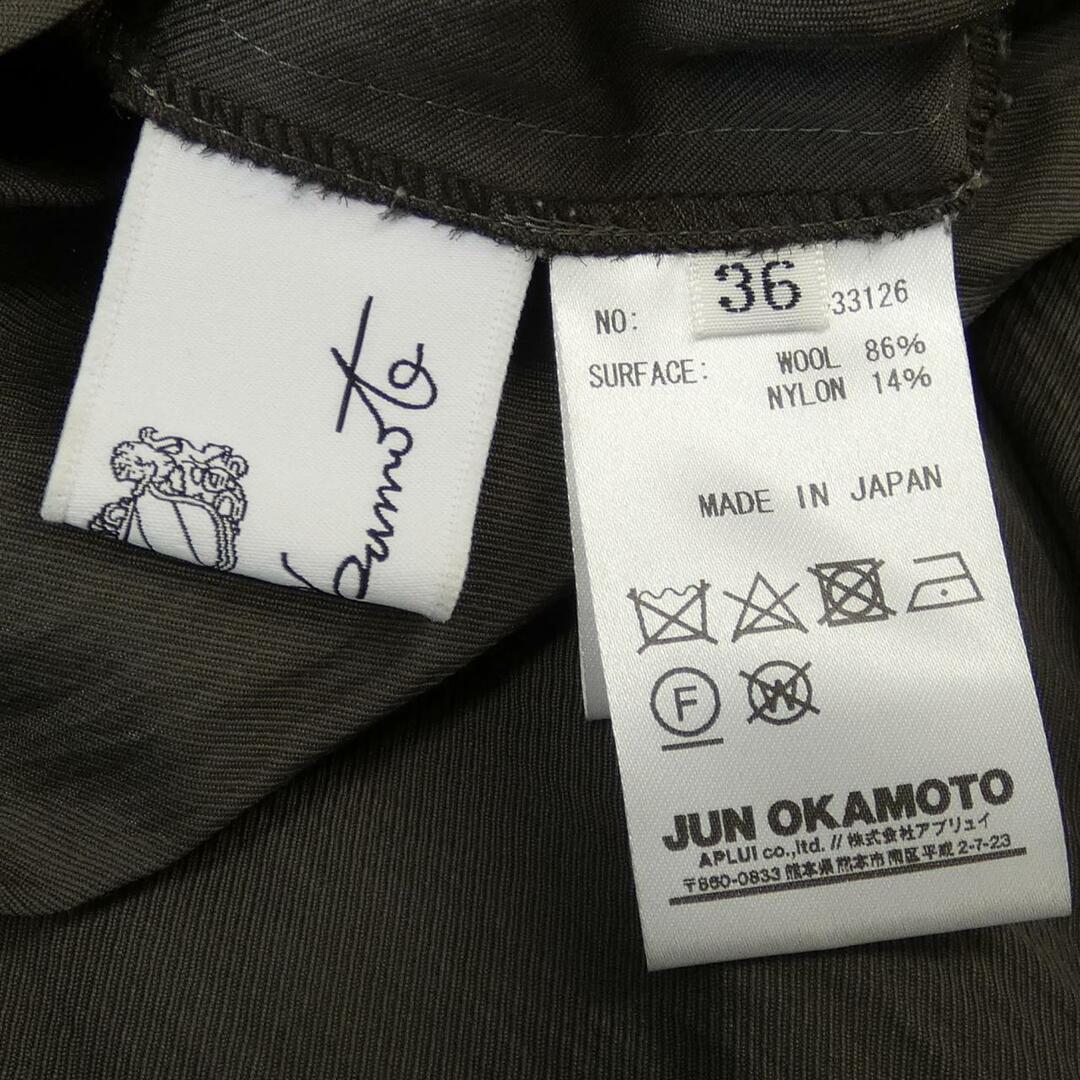 36
NO: -33126
SURFACE: WOOL 86%
NYLON 14%
MADE IN JAPAN
F
W
JUN OKAMOTO
APLUI co.,ltd. // 株式会社アプリュイ
〒860-0833 熊本県熊本市南区平成2-7-23